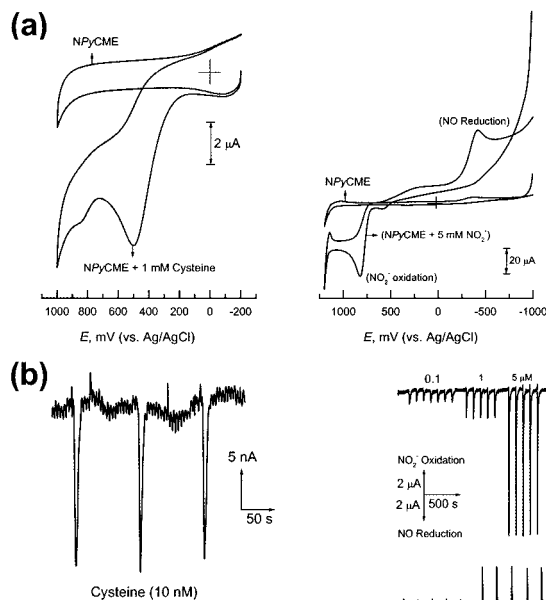 (a)
NPyCME
2 µA
NPyCME + 1 mM Cysteine
1000 800 600 400 200 0 -200
E, mV (vs. Ag/AgCl)
(NO Reduction)
NPyCME
(NPyCME + 5 mM NO2-)
20 µA
(NO2- oxidation)
1000 500 0 -500 -1000
E, mV (vs. Ag/AgCl)
(b)
5 nA
50 s
Cysteine (10 nM)
0.1 1 5 µM
NO2- Oxidation
2 µA
2 µA
500 s
NO Reduction